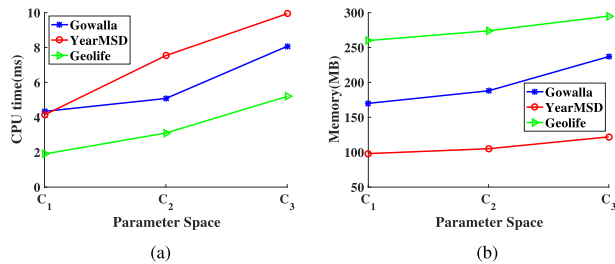 10
8
6
4
2
0
CPU time(ms)
Gowalla
YearMSD
Geolife
C1
C2
C3
Parameter Space
(a)
300
250
200
150
100
50
Memory(MB)
Gowalla
YearMSD
Geolife
C1
C2
C3
Parameter Space
(b)